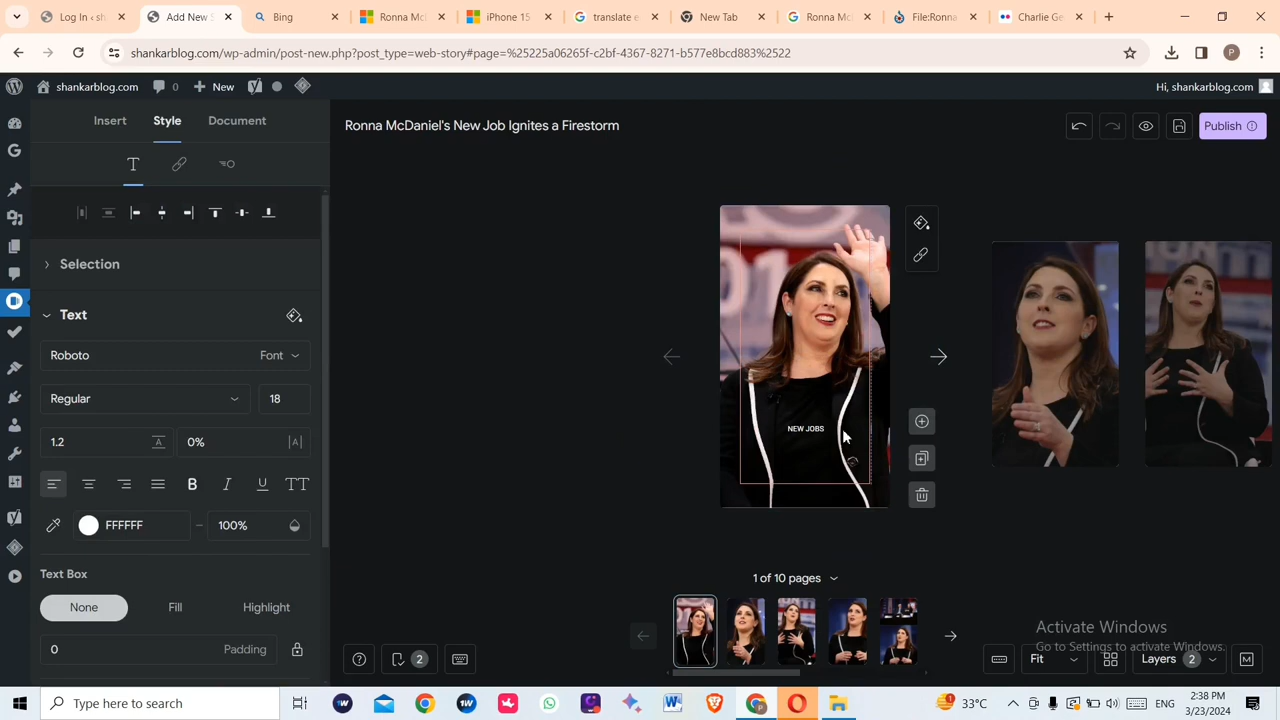 Log In ‹ sh
Add New S
Bing
Ronna McD
iPhone 15
translate e
New Tab
Ronna McD
File:Ronna
Charlie Ge
shankarblog.com/wp-admin/post-new.php?post_type=web-story#page=%25225a06265f-c2bf-4367-8271-b577e8bcd883%2522
P
shankarblog.com
0
New
Hi, shankarblog.com
Insert
Style
Document
Ronna McDaniel's New Job Ignites a Firestorm
Publish
Selection
Text
Roboto
Font
Regular
18
1.2
0%
FFFFFF
100%
Text Box
None
Fill
Highlight
0
Padding
NEW JOBS
1 of 10 pages
2
Fit
Layers
2
Activate Windows
Go to Settings to activate Windows.
Type here to search
33°C
ENG
2:38 PM
3/23/2024